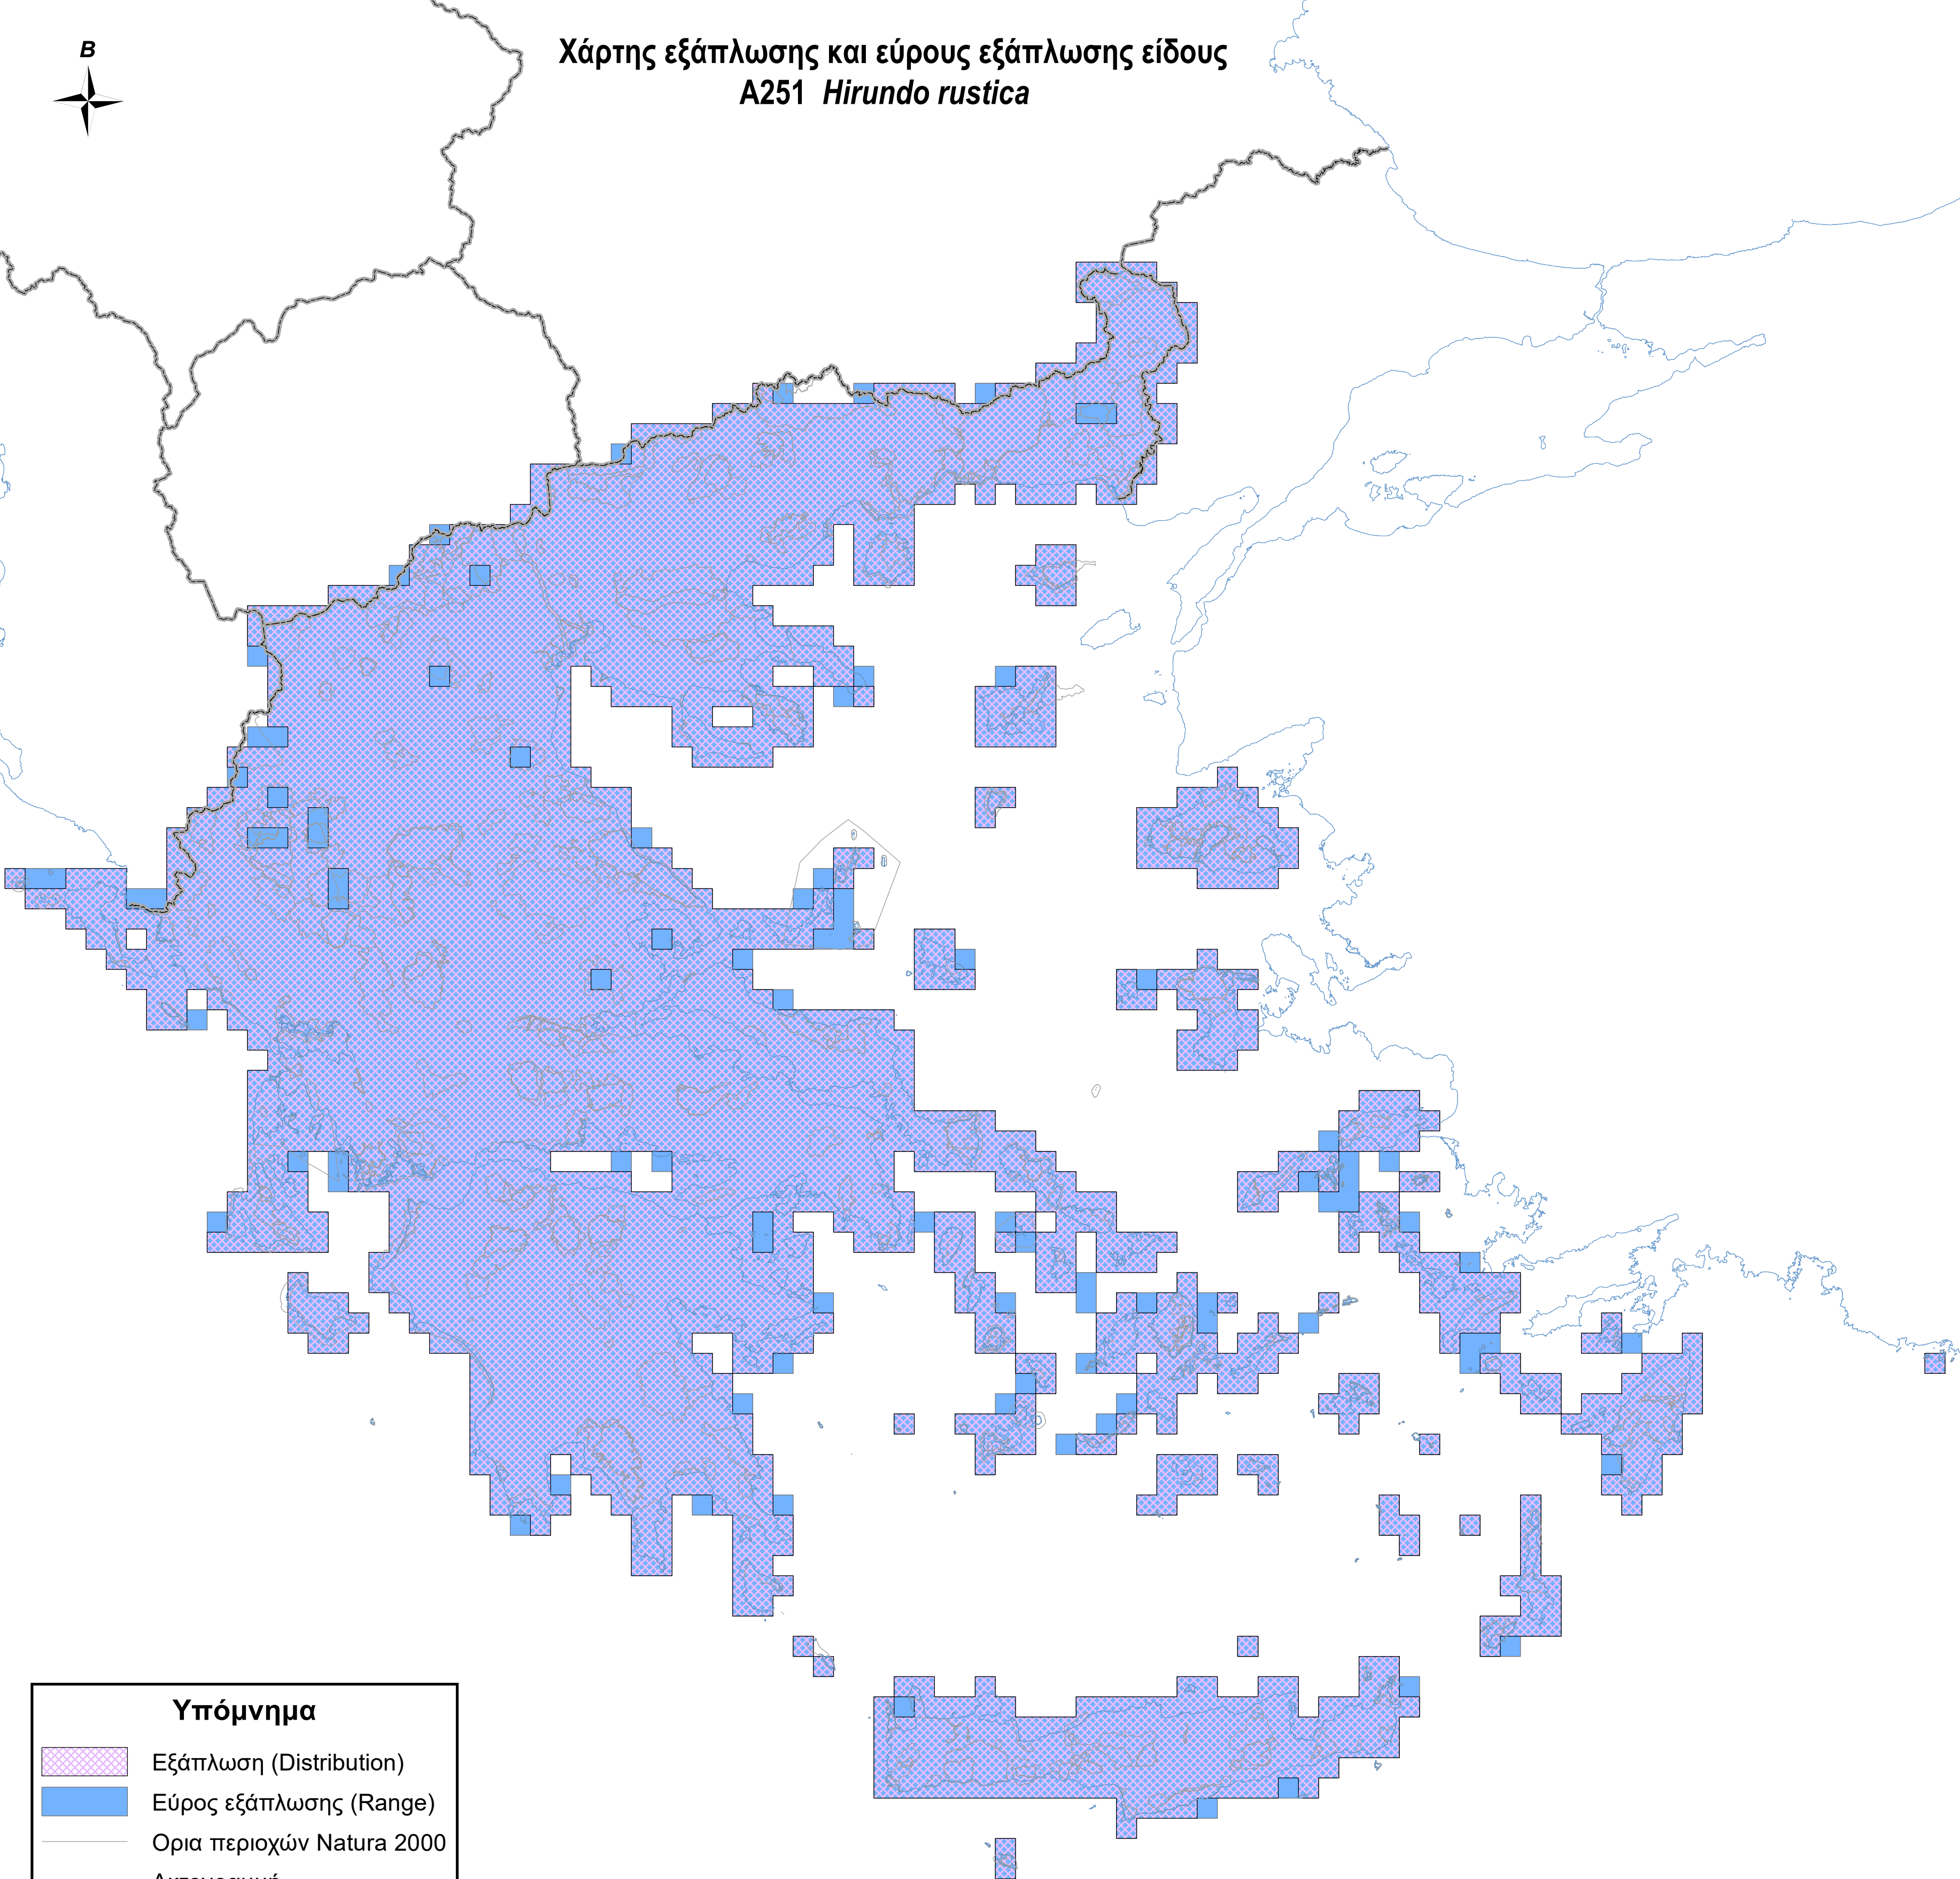 B
Χάρτης εξάπλωσης και εύρους εξάπλωσης είδους
A251 Hirundo rustica
Υπόμνημα
Εξάπλωση (Distribution)
Εύρος εξάπλωσης (Range)
Ορια περιοχών Natura 2000